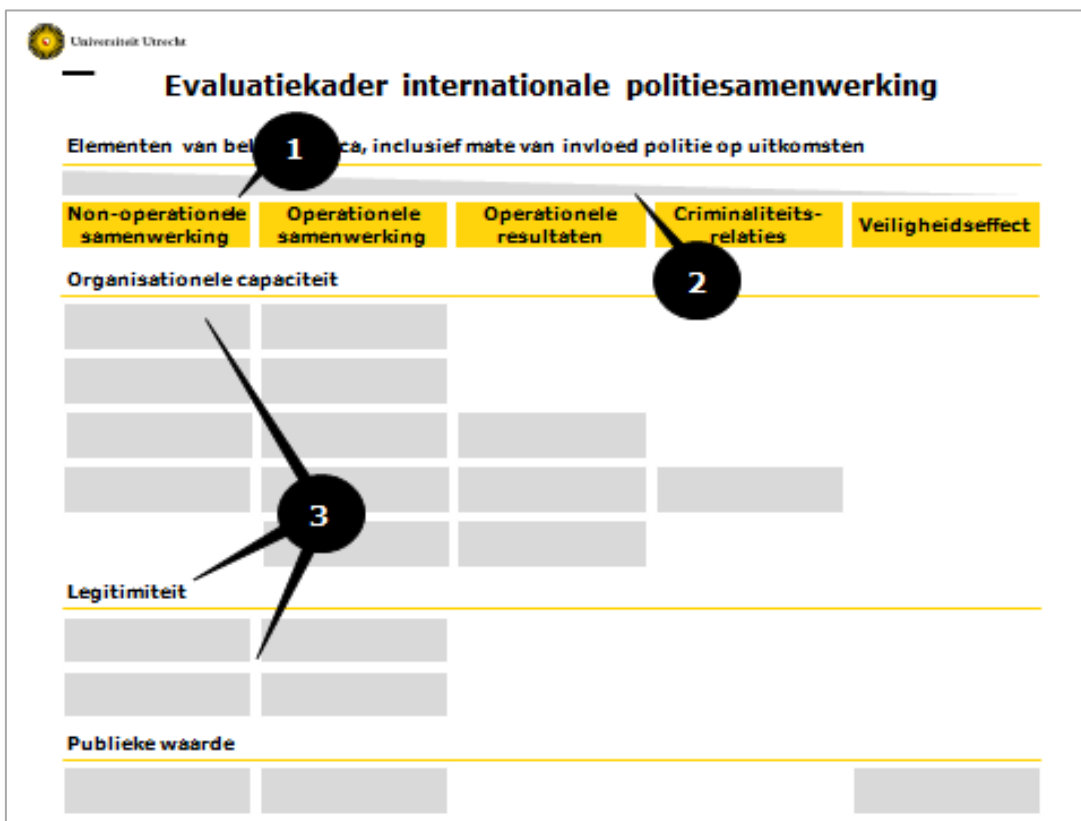 Universiteit Utrecht
Evaluatiekader internationale politiesamenwerking
Elementen van bel ca, inclusief mate van invloed politie op uitkomsten
1
Non-operationele samenwerking
Operationele samenwerking
Operationele resultaten
Criminaliteits-relaties
Veiligheidseffect
2
Organisationele capaciteit
3
Legitimiteit
Publieke waarde